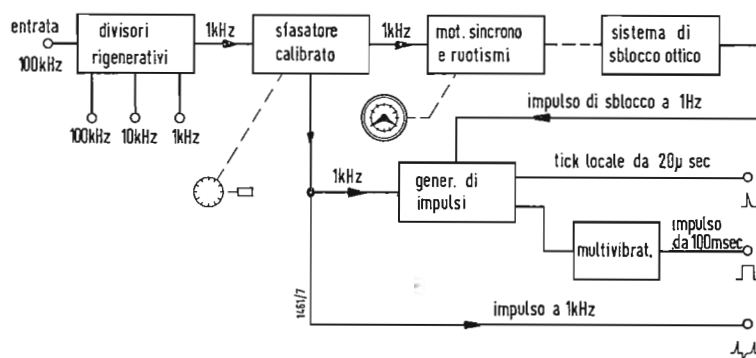 entrata
100kHz
divisori
rigenerativi
1kHz
sfasatore
calibrato
1kHz
mot. sincrono
e ruotismi
sistema di
sblocco ottico
100kHz
10kHz
1kHz
impulso di sblocco a 1Hz
1kHz
gener. di
impulsi
tick locale da 20µ sec
multivibrat.
impulso
da 100msec
1461/7
impulso a 1kHz